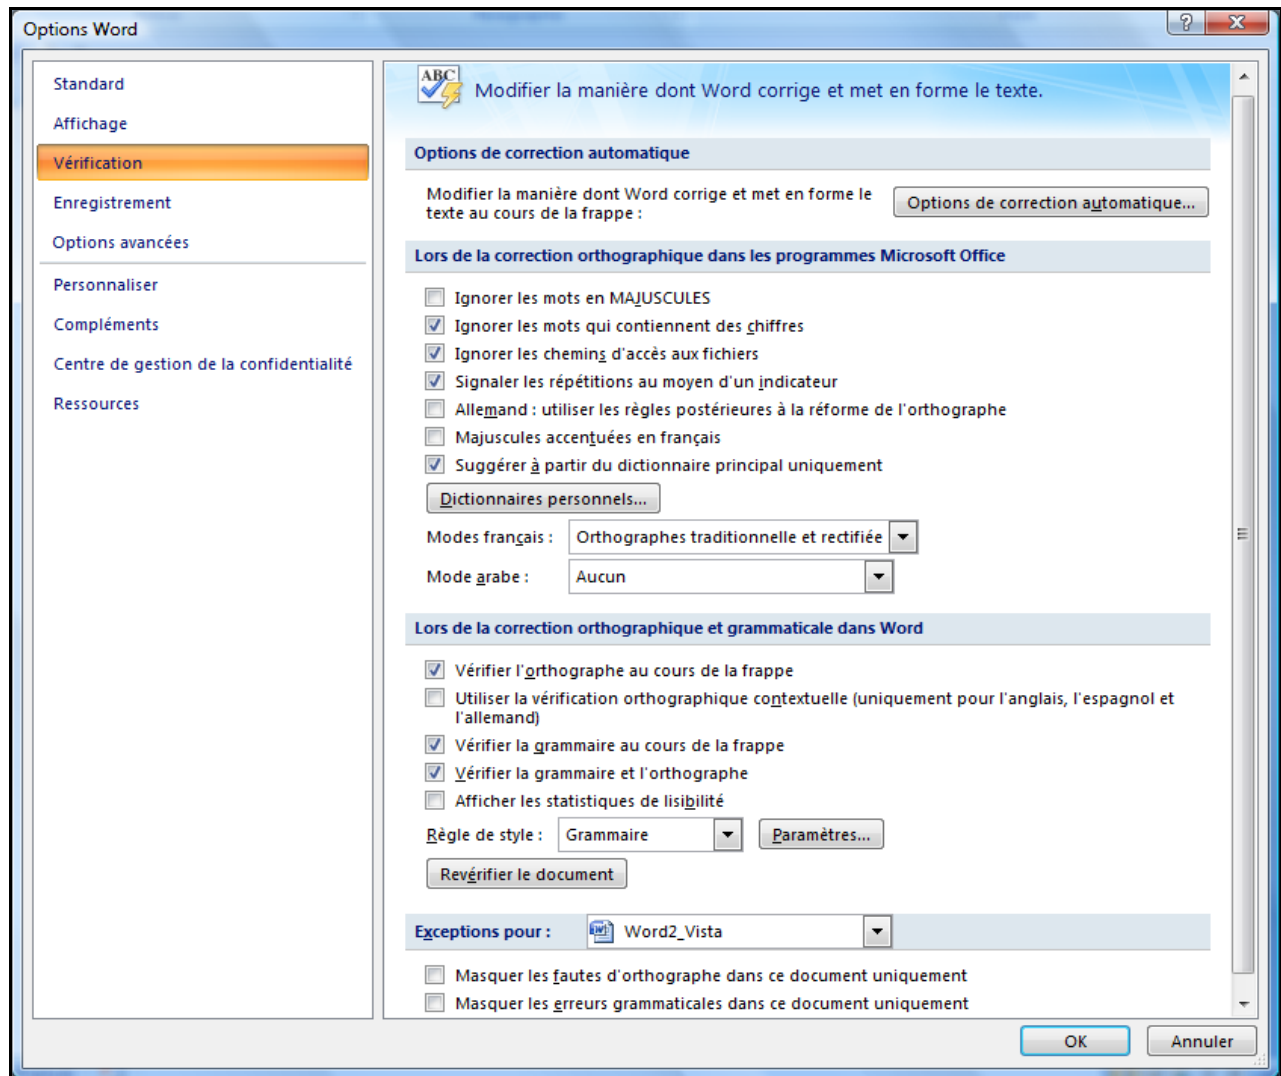 Options Word
Standard
Affichage
Vérification
Enregistrement
Options avancées
Personnaliser
Compléments
Centre de gestion de la confidentialité
Ressources
ABC
Modifier la manière dont Word corrige et met en forme le texte.
Options de correction automatique
Modifier la manière dont Word corrige et met en forme le
texte au cours de la frappe :
Options de correction automatique...
Lors de la correction orthographique dans les programmes Microsoft Office
Ignorer les mots en MAJUSCULES
Ignorer les mots qui contiennent des chiffres
Ignorer les chemins d'accès aux fichiers
Signaler les répétitions au moyen d'un indicateur
Allemand : utiliser les règles postérieures à la réforme de l'orthographe
Majuscules accentuées en français
Suggérer à partir du dictionnaire principal uniquement
Dictionnaires personnels...
Modes français : Orthographes traditionnelle et rectifiée
Mode arabe : Aucun
Lors de la correction orthographique et grammaticale dans Word
Vérifier l'orthographe au cours de la frappe
Utiliser la vérification orthographique contextuelle (uniquement pour l'anglais, l'espagnol et
l'allemand)
Vérifier la grammaire au cours de la frappe
Vérifier la grammaire et l'orthographe
Afficher les statistiques de lisibilité
Règle de style : Grammaire Paramètres...
Revérifier le document
Exceptions pour : Word2_Vista
Masquer les fautes d'orthographe dans ce document uniquement
Masquer les erreurs grammaticales dans ce document uniquement
OK Annuler